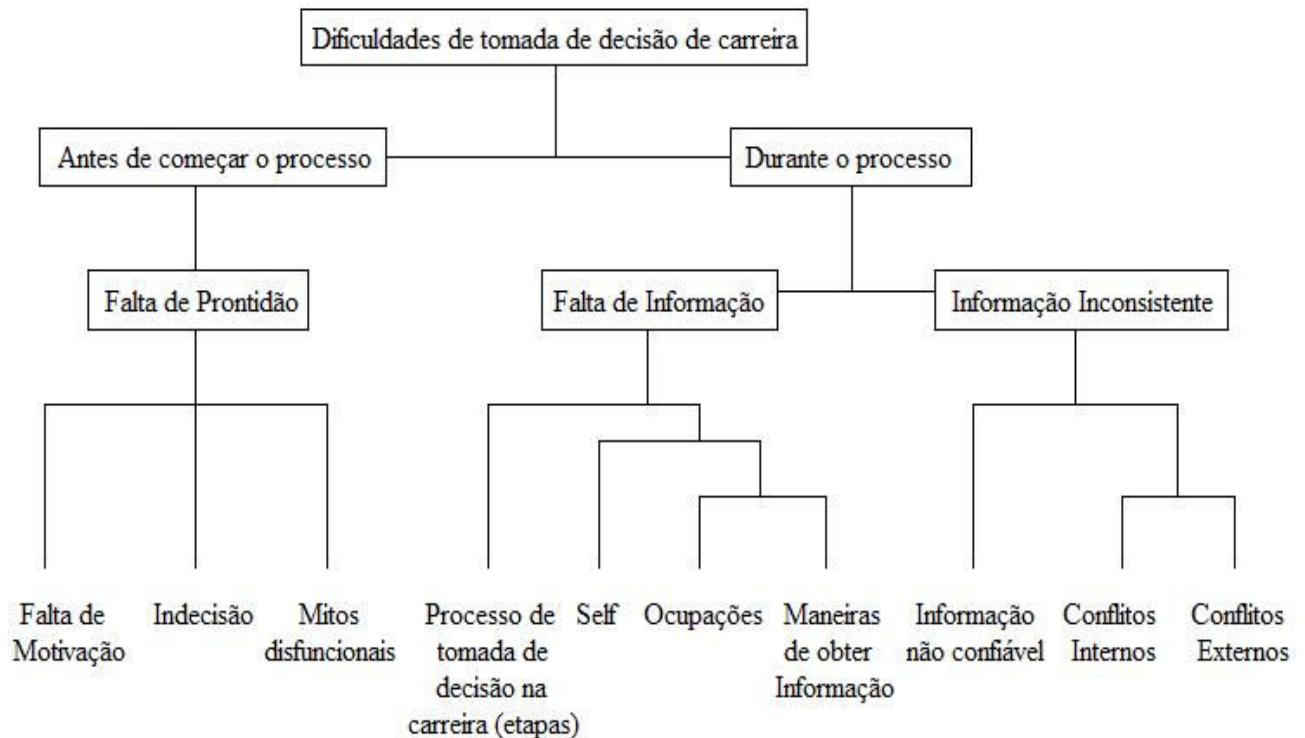 Dificuldades de tomada de decisão de carreira
Antes de começar o processo
Durante o processo
Falta de Prontidão
Falta de Informação
Informação Inconsistente
Falta de
Motivação
Indecisão
Mitos
disfuncionais
Processo de
tomada de
decisão na
carreira (etapas)
Self
Ocupações
Maneiras
de obter
Informação
Informação
não confiável
Conflitos
Internos
Conflitos
Externos